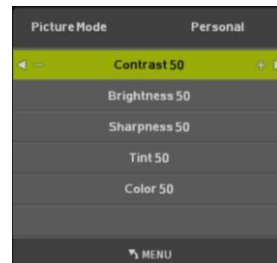 Picture Mode Personal
− Contrast 50 +
Brightness 50
Sharpness 50
Tint 50
Color 50
MENU